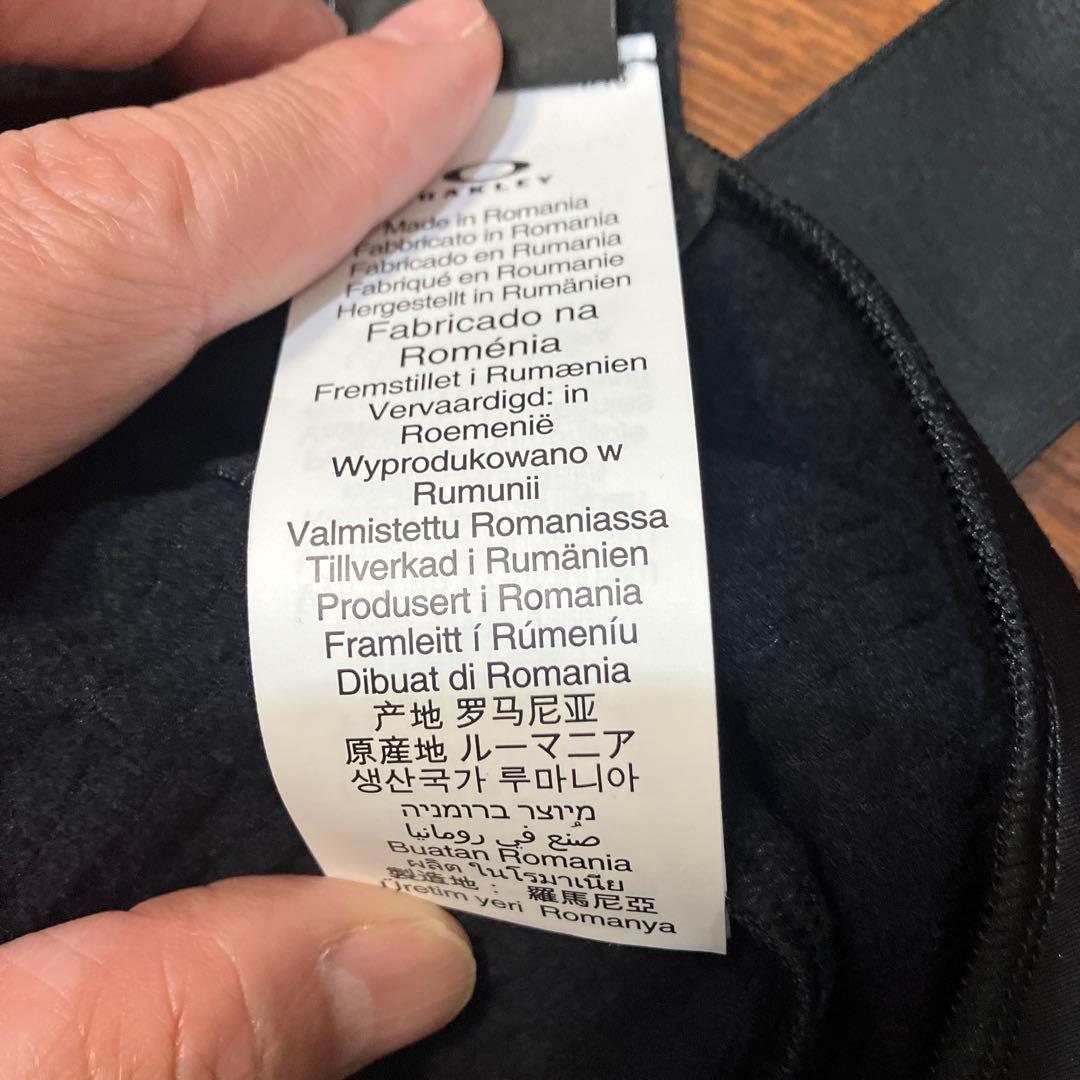 OAKLEY
Made in Romania
Fabbricato in Romania
Fabricado en Rumania
Fabriqué en Roumanie
Hergestellt in Rumänien
Fabricado na
Roménia
Fremstillet i Rumænien
Vervaardigd: in
Roemenië
Wyprodukowano w
Rumunii
Valmistettu Romaniassa
Tillverkad i Rumänien
Produsert i Romania
Framleitt í Rúmeníu
Dibuat di Romania
产地 罗马尼亚
原産地 ルーマニア
생산국가 루마니아
מיוצר ברומניה
صُنع في رومانيا
Buatan Romania
ผลิต ในโรมาเนีย
製造地： 羅馬尼亞
Üretim yeri Romanya